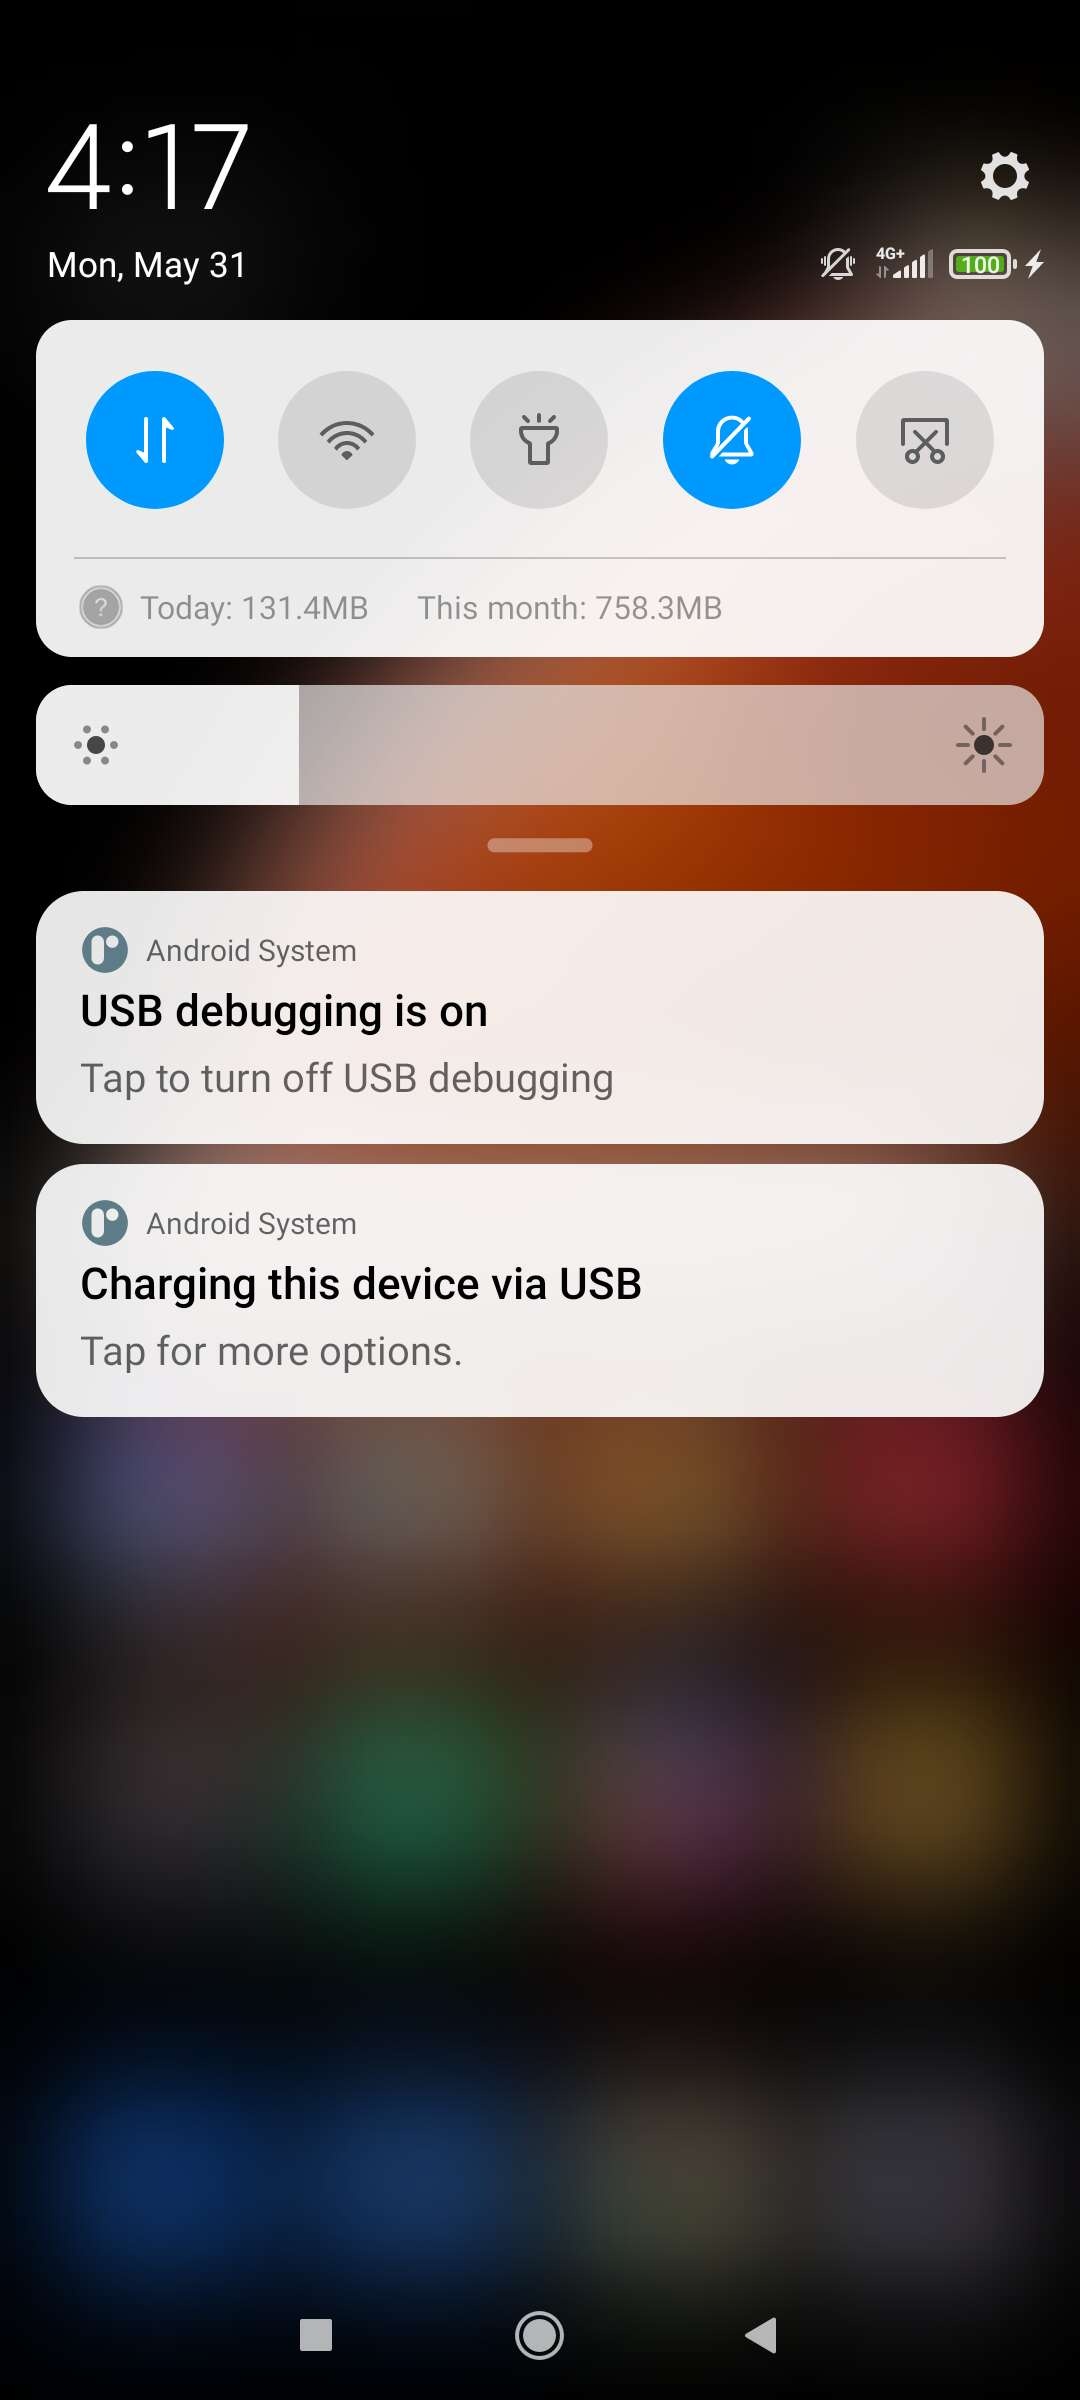 4:17
Mon, May 31
4G+
100
?
Today: 131.4MB This month: 758.3MB
Android System
USB debugging is on
Tap to turn off USB debugging
Android System
Charging this device via USB
Tap for more options.